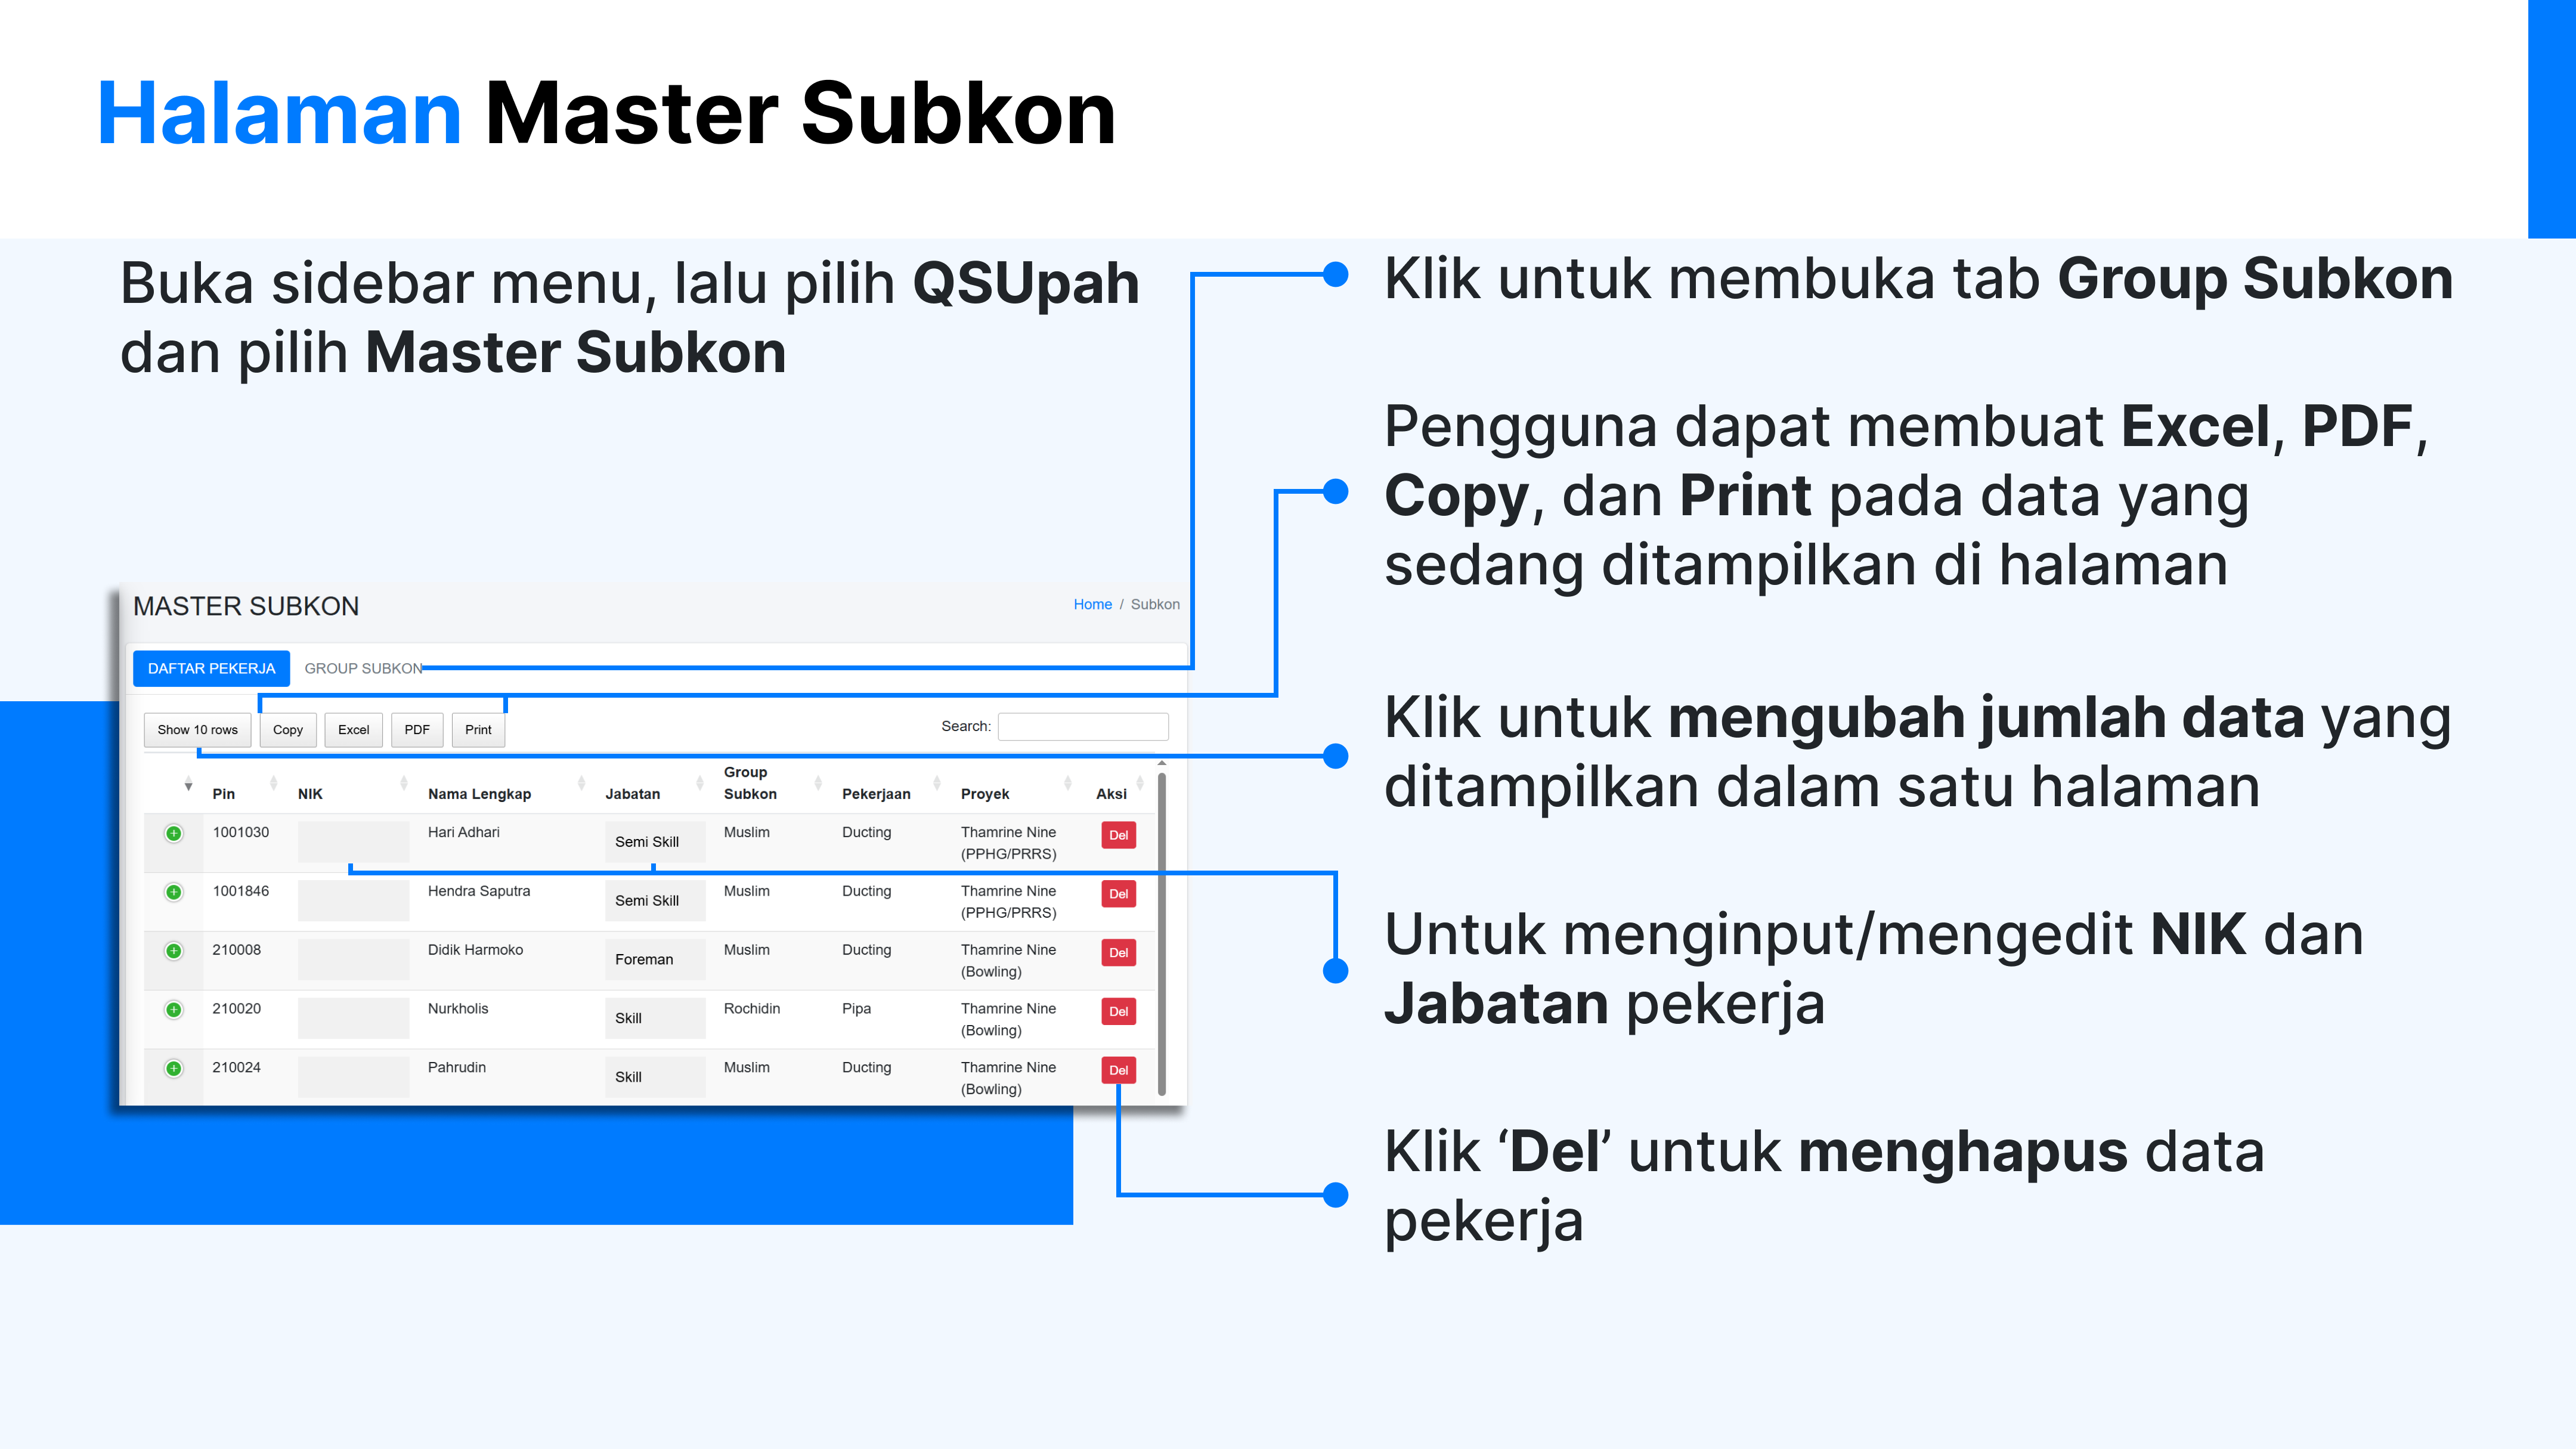 Halaman Master Subkon
Buka sidebar menu, lalu pilih QSUpah
dan pilih Master Subkon
MASTER SUBKON
Home / Subkon
DAFTAR PEKERJA GROUP SUBKON
Show 10 rows Copy Excel PDF Print Search:
Pin NIK Nama Lengkap Jabatan Group Subkon Pekerjaan Proyek Aksi
1001030 Hari Adhari Semi Skill Muslim Ducting Thamrine Nine (PPHG/PRRS) Del
1001846 Hendra Saputra Semi Skill Muslim Ducting Thamrine Nine (PPHG/PRRS) Del
210008 Didik Harmoko Foreman Muslim Ducting Thamrine Nine (Bowling) Del
210020 Nurkholis Skill Rochidin Pipa Thamrine Nine (Bowling) Del
210024 Pahrudin Skill Muslim Ducting Thamrine Nine (Bowling) Del
Klik untuk membuka tab Group Subkon
Pengguna dapat membuat Excel, PDF,
Copy, dan Print pada data yang
sedang ditampilkan di halaman
Klik untuk mengubah jumlah data yang
ditampilkan dalam satu halaman
Untuk menginput/mengedit NIK dan
Jabatan pekerja
Klik ‘Del’ untuk menghapus data
pekerja